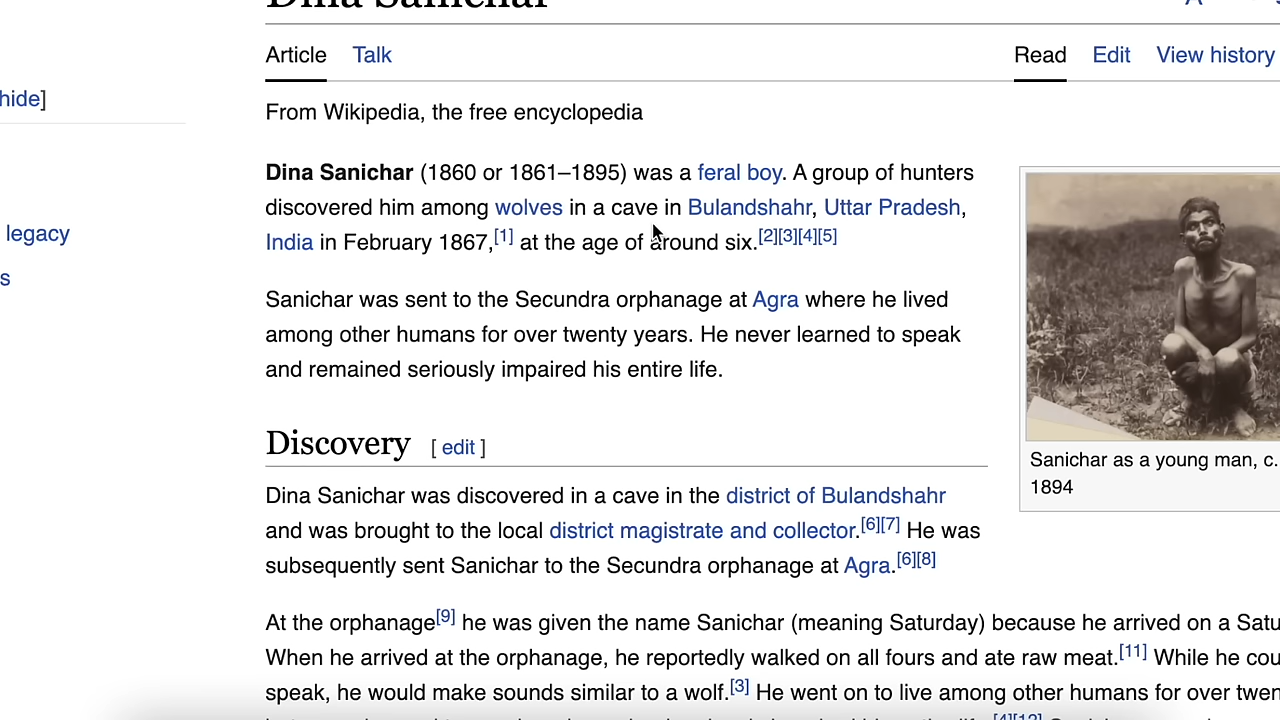 Dina Sanichar
Article Talk Read Edit View history
hide]
From Wikipedia, the free encyclopedia
Dina Sanichar (1860 or 1861–1895) was a feral boy. A group of hunters
discovered him among wolves in a cave in Bulandshahr, Uttar Pradesh,
legacy
India in February 1867,[1] at the age of around six.[2][3][4][5]
s
Sanichar was sent to the Secundra orphanage at Agra where he lived
among other humans for over twenty years. He never learned to speak
and remained seriously impaired his entire life.
Sanichar as a young man, c.
1894
Discovery [ edit ]
Dina Sanichar was discovered in a cave in the district of Bulandshahr
and was brought to the local district magistrate and collector.[6][7] He was
subsequently sent Sanichar to the Secundra orphanage at Agra.[6][8]
At the orphanage[9] he was given the name Sanichar (meaning Saturday) because he arrived on a Satu
When he arrived at the orphanage, he reportedly walked on all fours and ate raw meat.[11] While he cou
speak, he would make sounds similar to a wolf.[3] He went on to live among other humans for over twen
[4][12]